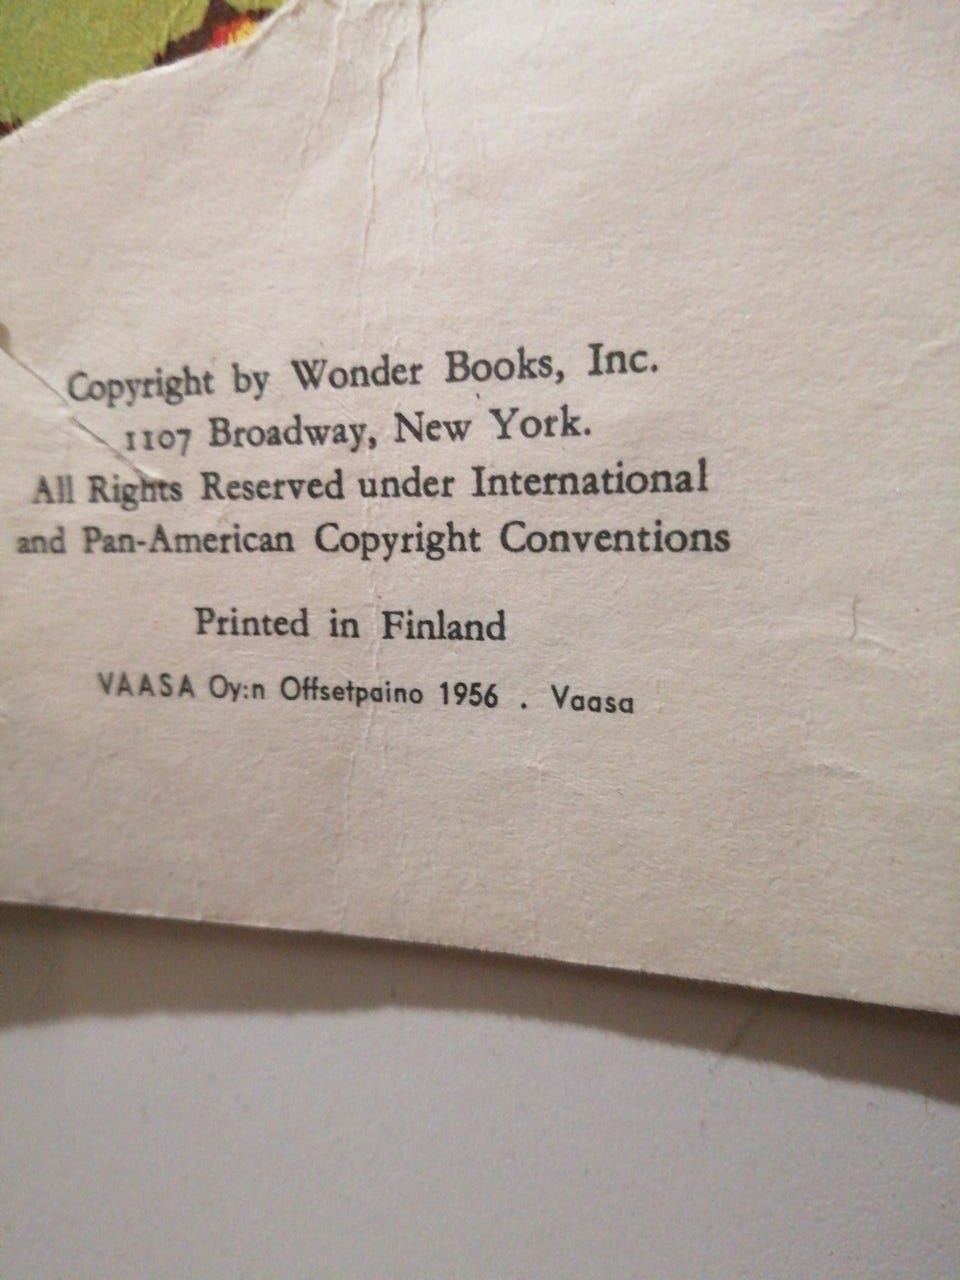 Copyright by Wonder Books, Inc.
1107 Broadway, New York.
All Rights Reserved under International
and Pan-American Copyright Conventions
Printed in Finland
VAASA Oy:n Offsetpaino 1956 . Vaasa